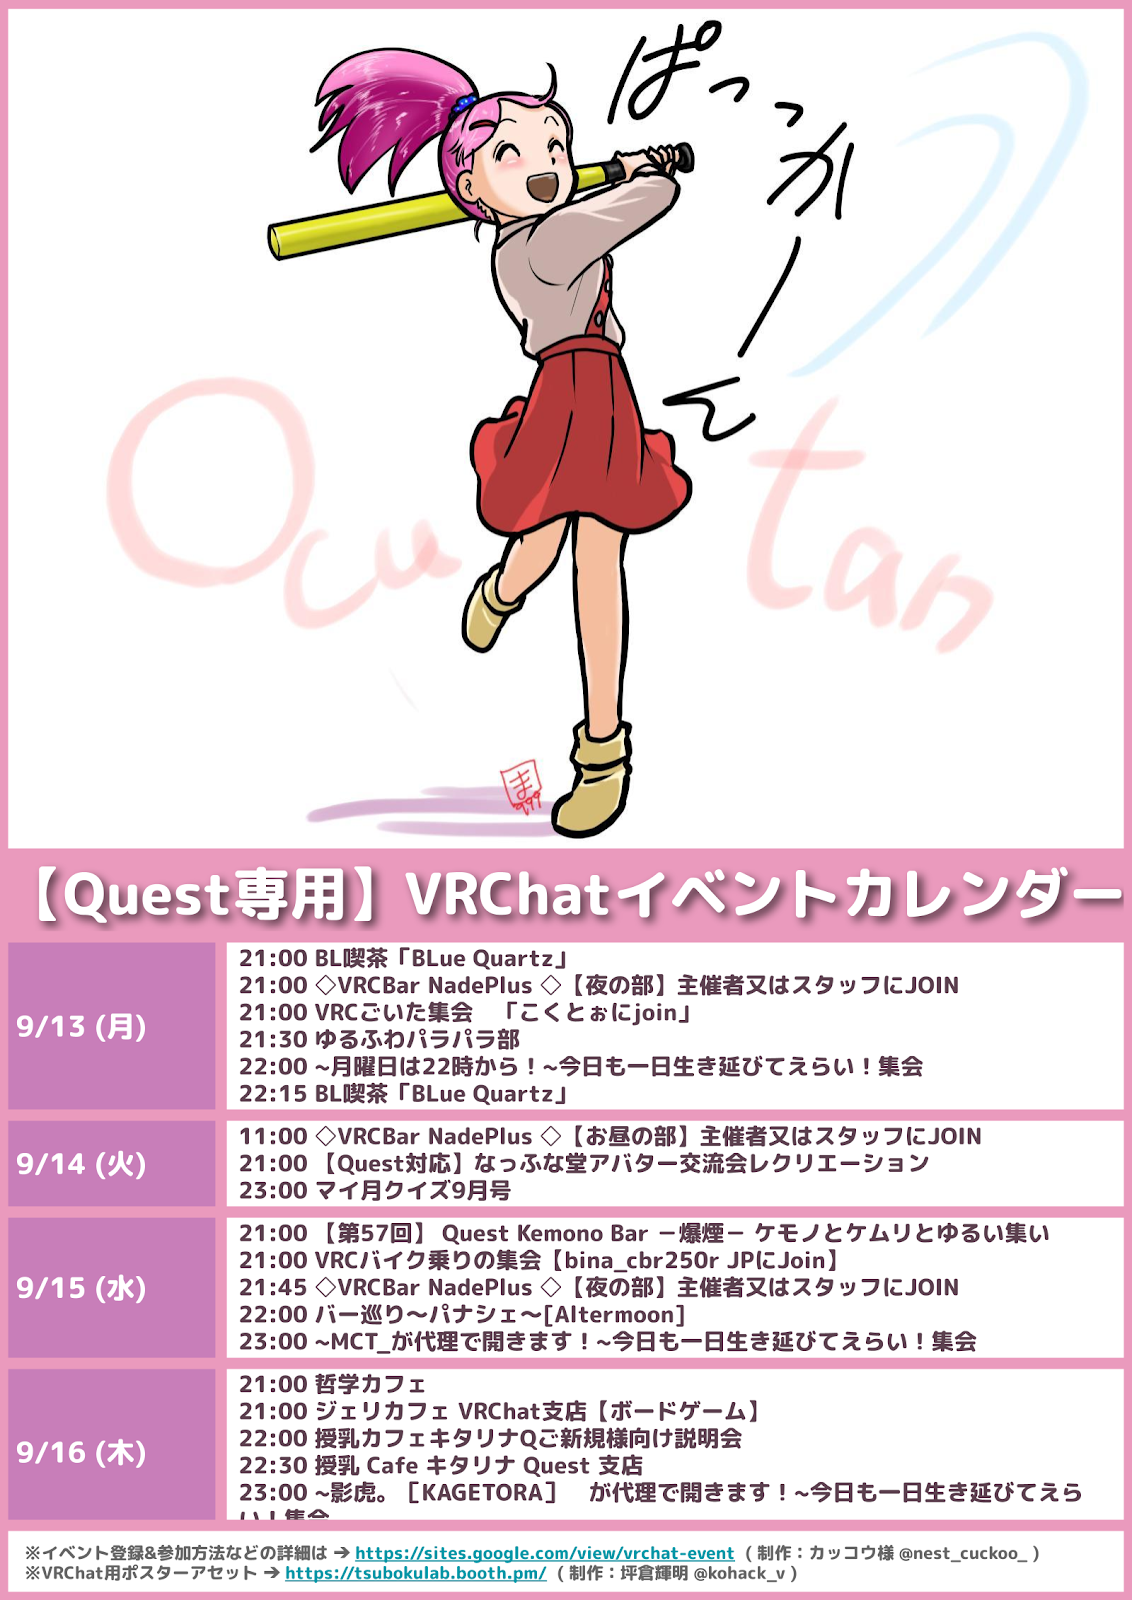 ぱっっかーん
Ocu tan
ま
999
【Quest専用】VRChatイベントカレンダー
9/13 (月)
21:00 BL喫茶「BLue Quartz」
21:00 ◇VRCBar NadePlus ◇【夜の部】主催者又はスタッフにJOIN
21:00 VRCごいた集会　「こくとぉにjoin」
21:30 ゆるふわパラパラ部
22:00 ~月曜日は22時から！~今日も一日生き延びてえらい！集会
22:15 BL喫茶「BLue Quartz」
9/14 (火)
11:00 ◇VRCBar NadePlus ◇【お昼の部】主催者又はスタッフにJOIN
21:00 【Quest対応】なっふな堂アバター交流会レクリエーション
23:00 マイ月クイズ9月号
9/15 (水)
21:00 【第57回】 Quest Kemono Bar －爆煙－ ケモノとケムリとゆるい集い
21:00 VRCバイク乗りの集会【bina_cbr250r JPにJoin】
21:45 ◇VRCBar NadePlus ◇【夜の部】主催者又はスタッフにJOIN
22:00 バー巡り～パナシェ～[Altermoon]
23:00 ~MCT_が代理で開きます！~今日も一日生き延びてえらい！集会
9/16 (木)
21:00 哲学カフェ
21:00 ジェリカフェ VRChat支店【ボードゲーム】
22:00 授乳カフェキタリナQご新規様向け説明会
22:30 授乳 Cafe キタリナ Quest 支店
23:00 ~影虎。［KAGETORA］　が代理で開きます！~今日も一日生き延びてえら
い！集会
※イベント登録&参加方法などの詳細は ➔ https://sites.google.com/view/vrchat-event （制作：カッコウ様 @nest_cuckoo_ ）
※VRChat用ポスターアセット ➔ https://tsubokulab.booth.pm/ （制作：坪倉輝明 @kohack_v ）